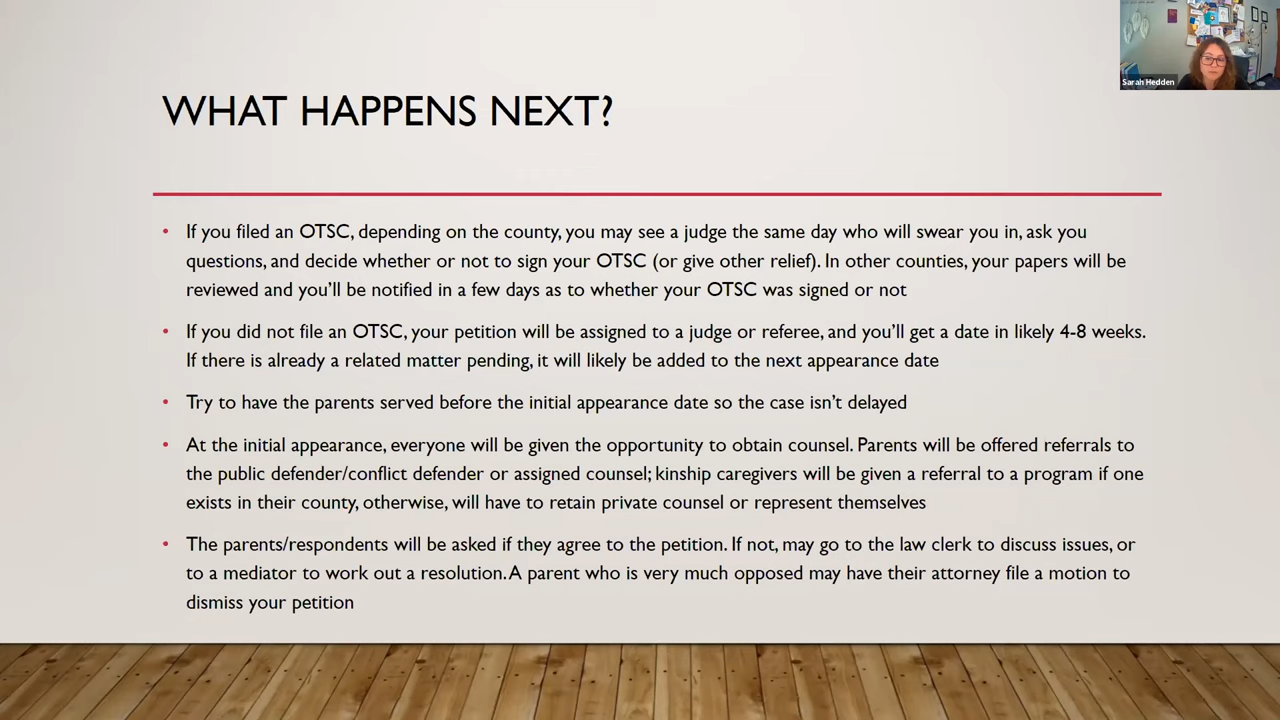 Sarah Hedden
WHAT HAPPENS NEXT?
• If you filed an OTSC, depending on the county, you may see a judge the same day who will swear you in, ask you
questions, and decide whether or not to sign your OTSC (or give other relief). In other counties, your papers will be
reviewed and you’ll be notified in a few days as to whether your OTSC was signed or not
• If you did not file an OTSC, your petition will be assigned to a judge or referee, and you’ll get a date in likely 4-8 weeks.
If there is already a related matter pending, it will likely be added to the next appearance date
• Try to have the parents served before the initial appearance date so the case isn’t delayed
• At the initial appearance, everyone will be given the opportunity to obtain counsel. Parents will be offered referrals to
the public defender/conflict defender or assigned counsel; kinship caregivers will be given a referral to a program if one
exists in their county, otherwise, will have to retain private counsel or represent themselves
• The parents/respondents will be asked if they agree to the petition. If not, may go to the law clerk to discuss issues, or
to a mediator to work out a resolution. A parent who is very much opposed may have their attorney file a motion to
dismiss your petition